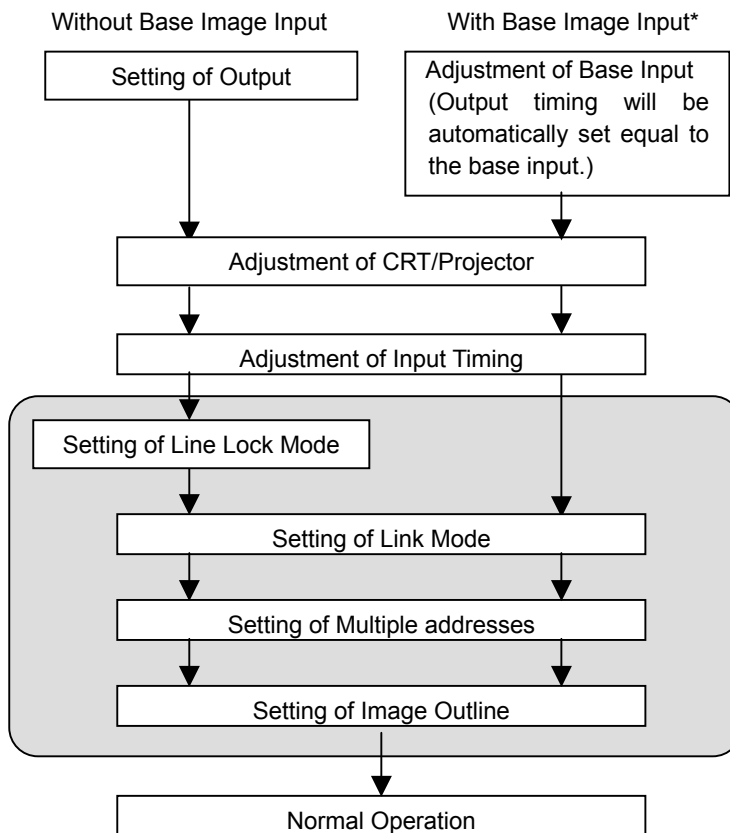 Without Base Image Input
With Base Image Input*
Setting of Output
Adjustment of Base Input
(Output timing will be
automatically set equal to
the base input.)
Adjustment of CRT/Projector
Adjustment of Input Timing
Setting of Line Lock Mode
Setting of Link Mode
Setting of Multiple addresses
Setting of Image Outline
Normal Operation